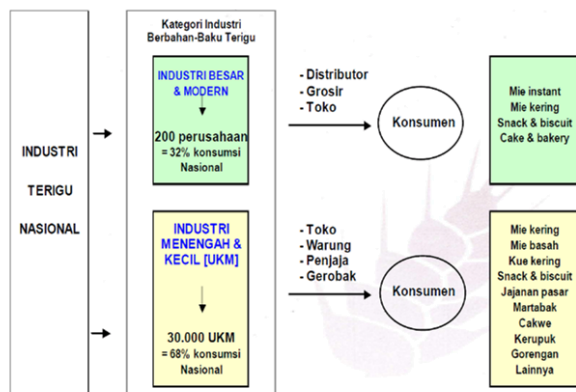 INDUSTRI
TERIGU
NASIONAL
Kategori Industri
Berbahan-Baku Terigu
INDUSTRI BESAR
& MODERN
200 perusahaan
= 32% konsumsi
Nasional
- Distributor
- Grosir
- Toko
Konsumen
Mie instant
Mie kering
Snack & biscuit
Cake & bakery
INDUSTRI
MENENGAH &
KECIL [UKM]
30.000 UKM
= 68% konsumsi
Nasional
- Toko
- Warung
- Penjaja
- Gerobak
Konsumen
Mie kering
Mie basah
Kue kering
Snack & biscuit
Jajanan pasar
Martabak
Cakwe
Kerupuk
Gorengan
Lainnya